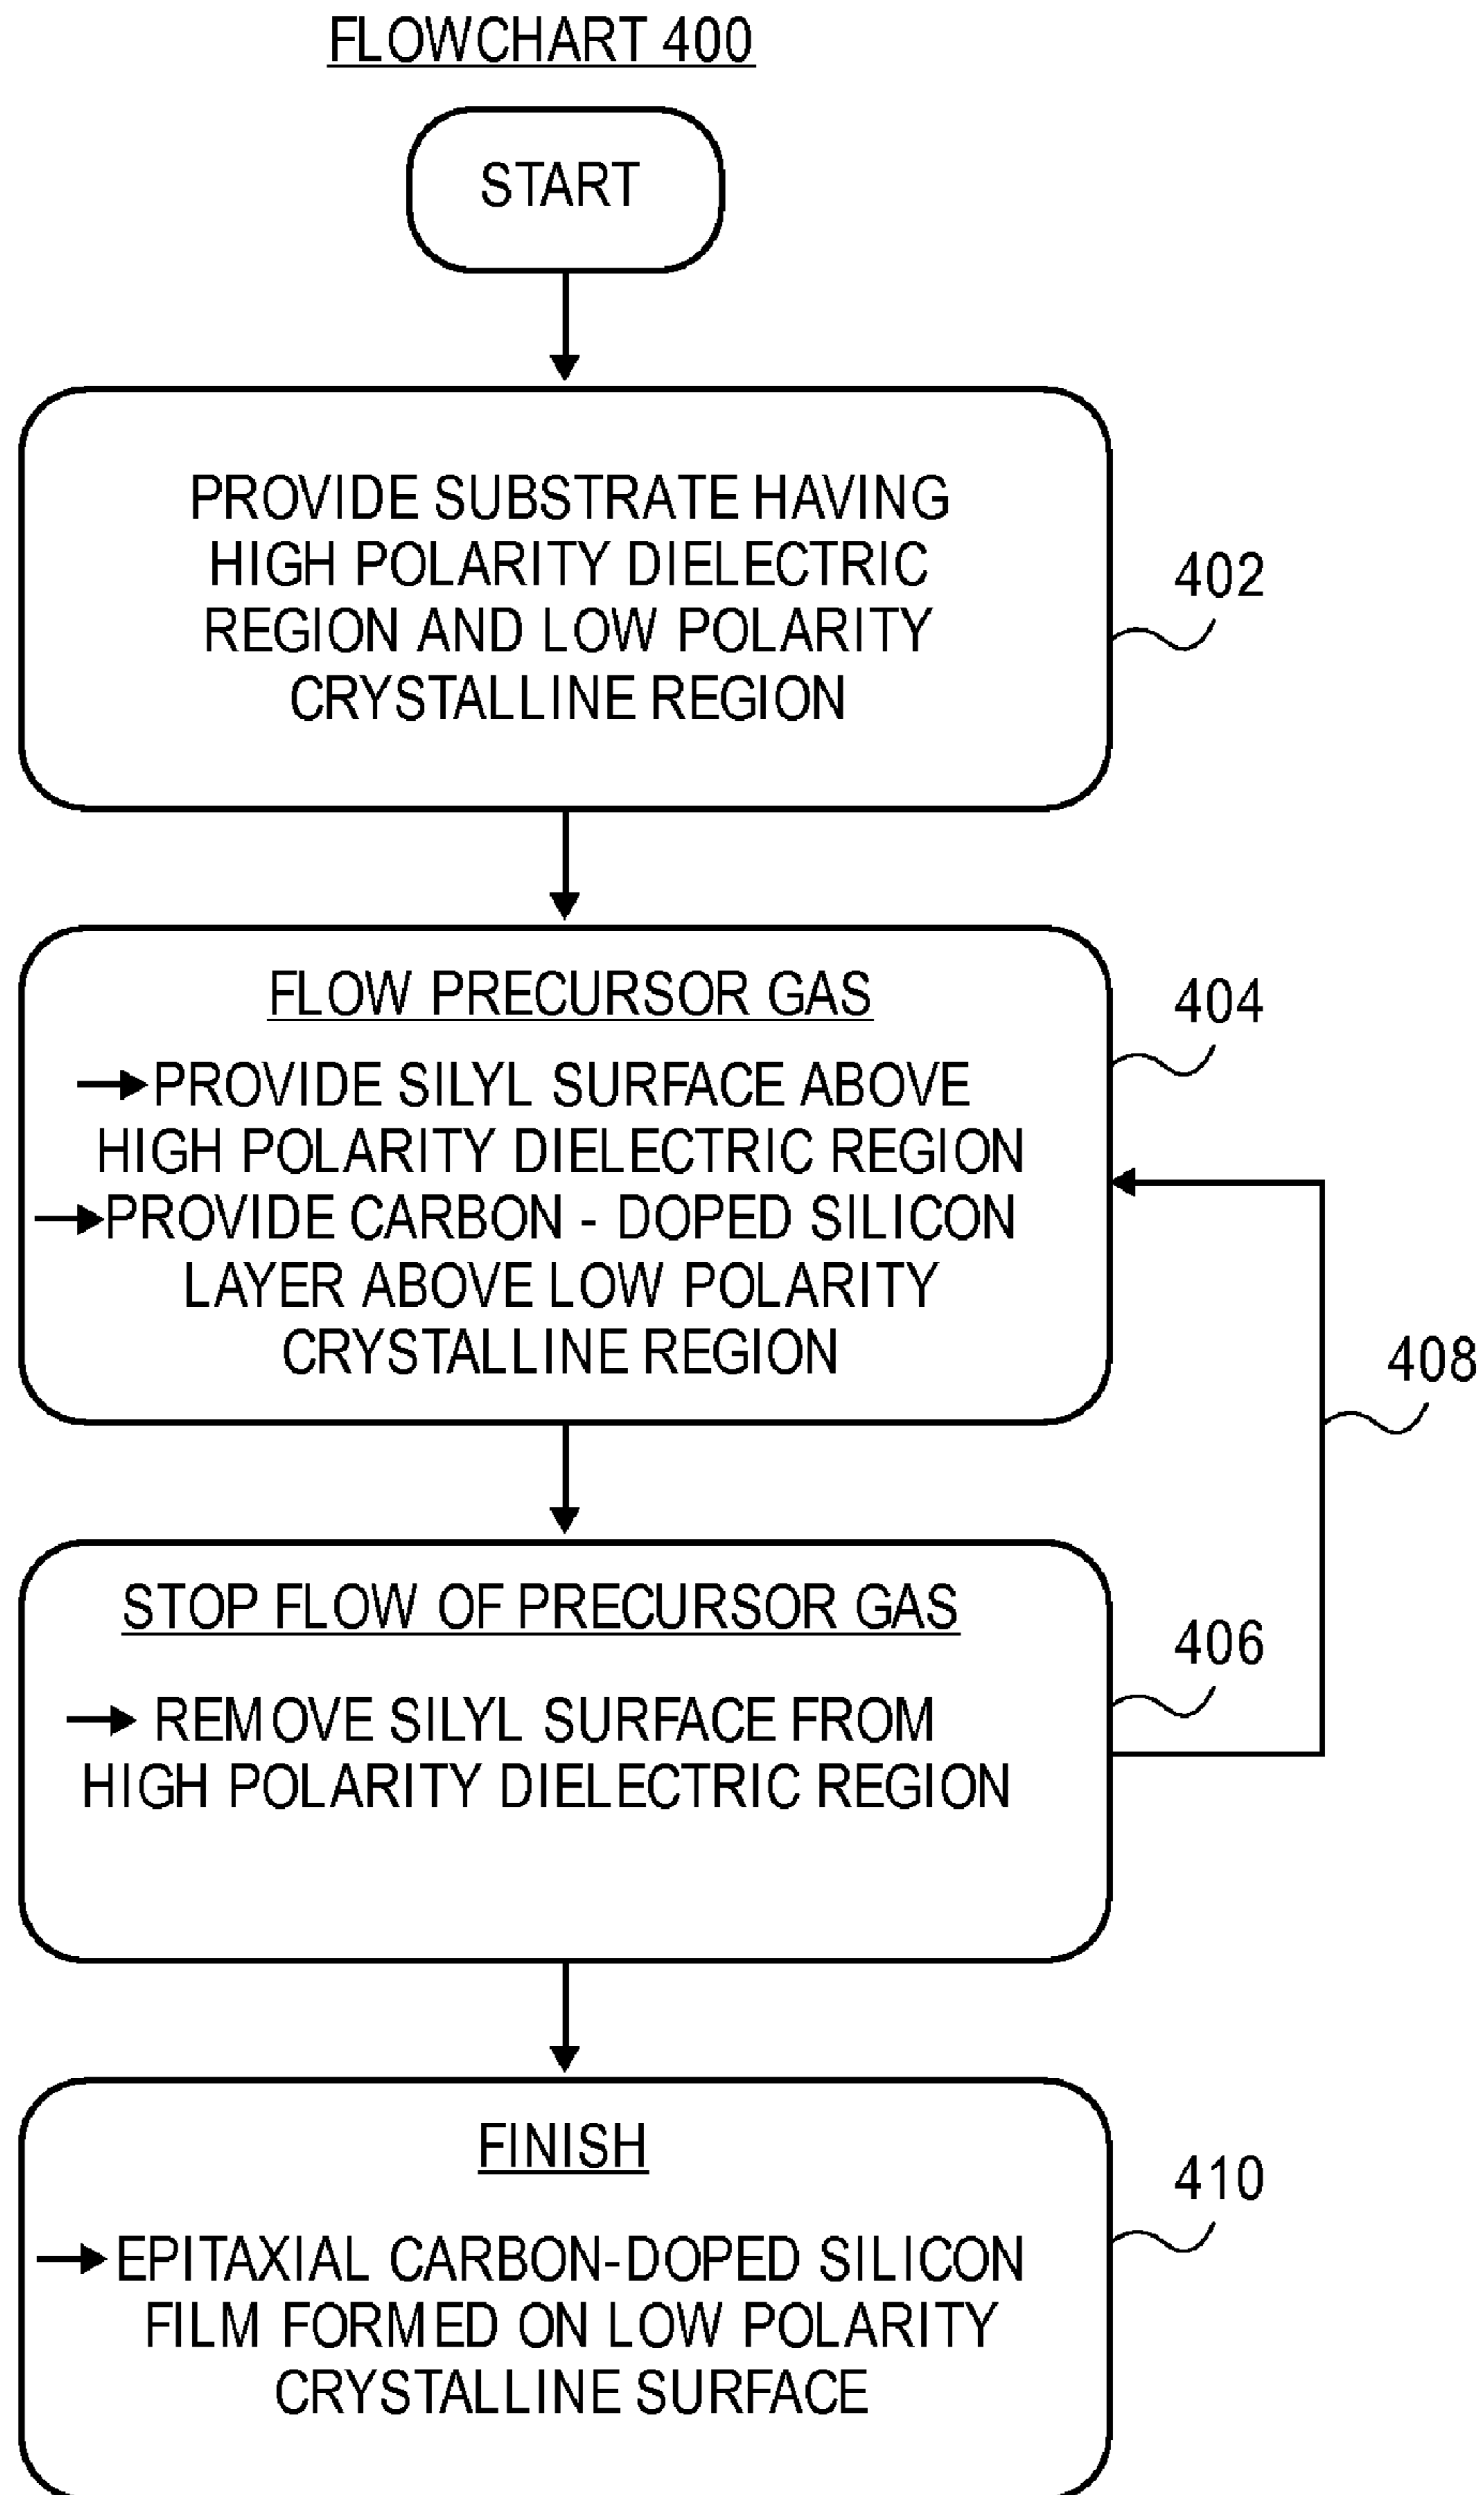 FLOWCHART 400
START
PROVIDE SUBSTRATE HAVING
HIGH POLARITY DIELECTRIC
REGION AND LOW POLARITY
CRYSTALLINE REGION
402
FLOW PRECURSOR GAS
PROVIDE SILYL SURFACE ABOVE
HIGH POLARITY DIELECTRIC REGION
PROVIDE CARBON - DOPED SILICON
LAYER ABOVE LOW POLARITY
CRYSTALLINE REGION
404
408
STOP FLOW OF PRECURSOR GAS
REMOVE SILYL SURFACE FROM
HIGH POLARITY DIELECTRIC REGION
406
FINISH
EPITAXIAL CARBON-DOPED SILICON
FILM FORMED ON LOW POLARITY
CRYSTALLINE SURFACE
410